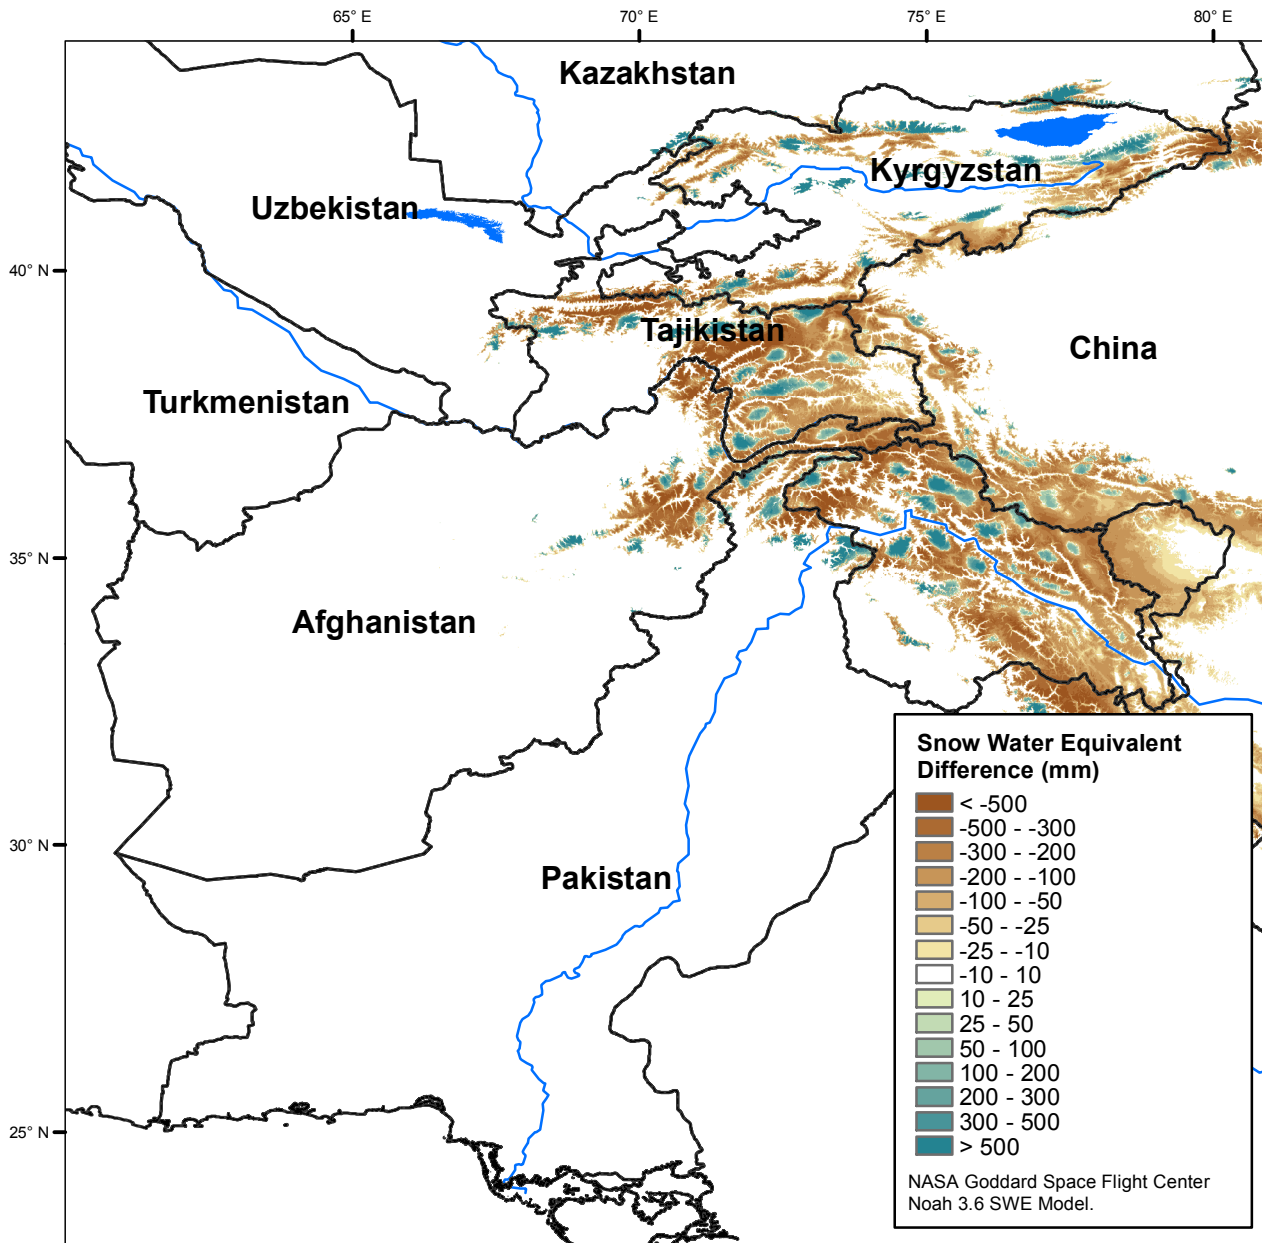 65° E
70° E
75° E
80° E
Kazakhstan
Kyrgyzstan
Uzbekistan
40° N
Tajikistan
China
Turkmenistan
35° N
Afghanistan
Snow Water Equivalent
Difference (mm)
< -500
-500 - -300
-300 - -200
-200 - -100
-100 - -50
-50 - -25
-25 - -10
-10 - 10
10 - 25
25 - 50
50 - 100
100 - 200
200 - 300
300 - 500
> 500
NASA Goddard Space Flight Center
Noah 3.6 SWE Model.
30° N
Pakistan
25° N